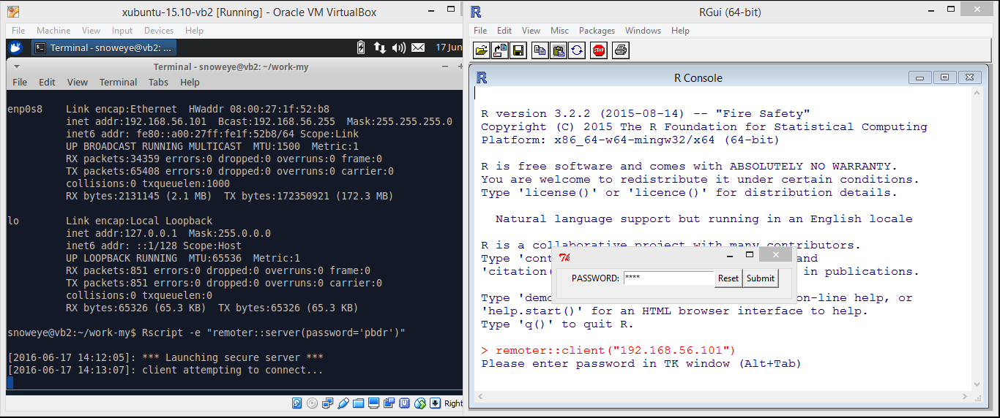 xubuntu-15.10-vb2 [Running] - Oracle VM VirtualBox
File Machine View Input Devices Help
Terminal - snoweye@vb2: ...
17 Jun
Terminal - snoweye@vb2: ~/work-my
File Edit View Terminal Tabs Help
enp0s8 Link encap:Ethernet HWaddr 08:00:27:1f:52:b8
inet addr:192.168.56.101 Bcast:192.168.56.255 Mask:255.255.255.0
inet6 addr: fe80::a00:27ff:fe1f:52b8/64 Scope:Link
UP BROADCAST RUNNING MULTICAST MTU:1500 Metric:1
RX packets:34359 errors:0 dropped:0 overruns:0 frame:0
TX packets:65408 errors:0 dropped:0 overruns:0 carrier:0
collisions:0 txqueuelen:1000
RX bytes:2131145 (2.1 MB) TX bytes:172350921 (172.3 MB)
lo Link encap:Local Loopback
inet addr:127.0.0.1 Mask:255.0.0.0
inet6 addr: ::1/128 Scope:Host
UP LOOPBACK RUNNING MTU:65536 Metric:1
RX packets:851 errors:0 dropped:0 overruns:0 frame:0
TX packets:851 errors:0 dropped:0 overruns:0 carrier:0
collisions:0 txqueuelen:0
RX bytes:65326 (65.3 KB) TX bytes:65326 (65.3 KB)
snoweye@vb2:~/work-my$ Rscript -e "remoter::server(password='pbdr')"
[2016-06-17 14:12:05]: *** Launching secure server ***
[2016-06-17 14:13:07]: client attempting to connect...
Right
RGui (64-bit)
File Edit View Misc Packages Windows Help
STOP
R Console
R version 3.2.2 (2015-08-14) -- "Fire Safety"
Copyright (C) 2015 The R Foundation for Statistical Computing
Platform: x86_64-w64-mingw32/x64 (64-bit)
R is free software and comes with ABSOLUTELY NO WARRANTY.
You are welcome to redistribute it under certain conditions.
Type 'license()' or 'licence()' for distribution details.
Natural language support but running in an English locale
R is a collaborative project with many contributors.
Type 'cont and
'citation( in publications.
Type 'demo on-line help, or
'help.start()' for an HTML browser interface to help.
Type 'q()' to quit R.
> remoter::client("192.168.56.101")
Please enter password in TK window (Alt+Tab)
PASSWORD: **** Reset Submit